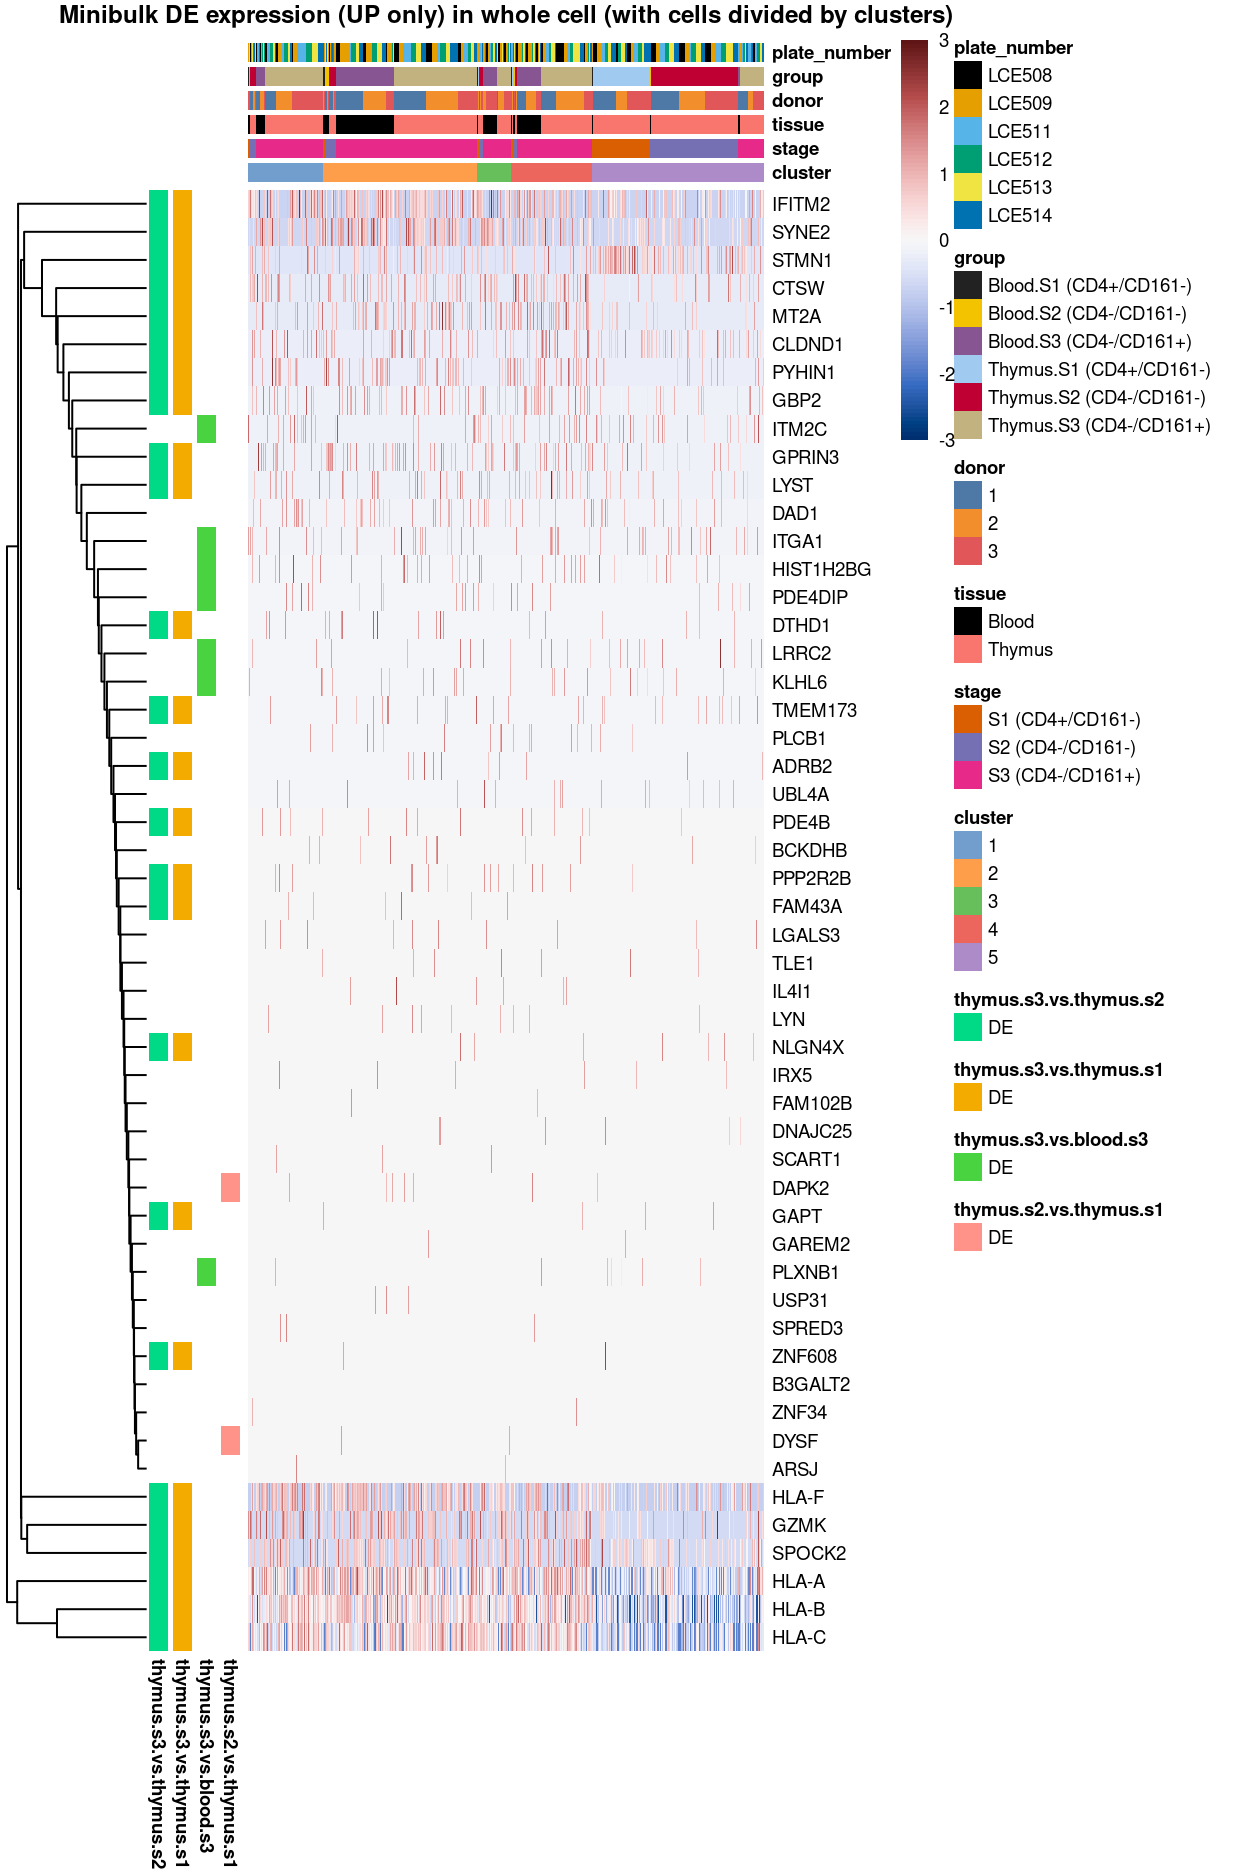 Minibulk DE expression (UP only) in whole cell (with cells divided by clusters)
plate_number
group
donor
tissue
stage
cluster
IFITM2
SYNE2
STMN1
CTSW
MT2A
CLDND1
PYHIN1
GBP2
ITM2C
GPRIN3
LYST
DAD1
ITGA1
HIST1H2BG
PDE4DIP
DTHD1
LRRC2
KLHL6
TMEM173
PLCB1
ADRB2
UBL4A
PDE4B
BCKDHB
PPP2R2B
FAM43A
LGALS3
TLE1
IL4I1
LYN
NLGN4X
IRX5
FAM102B
DNAJC25
SCART1
DAPK2
GAPT
GAREM2
PLXNB1
USP31
SPRED3
ZNF608
B3GALT2
ZNF34
DYSF
ARSJ
HLA-F
GZMK
SPOCK2
HLA-A
HLA-B
HLA-C
thymus.s3.vs.thymus.s2
thymus.s3.vs.thymus.s1
thymus.s3.vs.blood.s3
thymus.s2.vs.thymus.s1
3
2
1
0
-1
-2
-3
plate_number
LCE508
LCE509
LCE511
LCE512
LCE513
LCE514
group
Blood.S1 (CD4+/CD161-)
Blood.S2 (CD4-/CD161-)
Blood.S3 (CD4-/CD161+)
Thymus.S1 (CD4+/CD161-)
Thymus.S2 (CD4-/CD161-)
Thymus.S3 (CD4-/CD161+)
donor
1
2
3
tissue
Blood
Thymus
stage
S1 (CD4+/CD161-)
S2 (CD4-/CD161-)
S3 (CD4-/CD161+)
cluster
1
2
3
4
5
thymus.s3.vs.thymus.s2
DE
thymus.s3.vs.thymus.s1
DE
thymus.s3.vs.blood.s3
DE
thymus.s2.vs.thymus.s1
DE